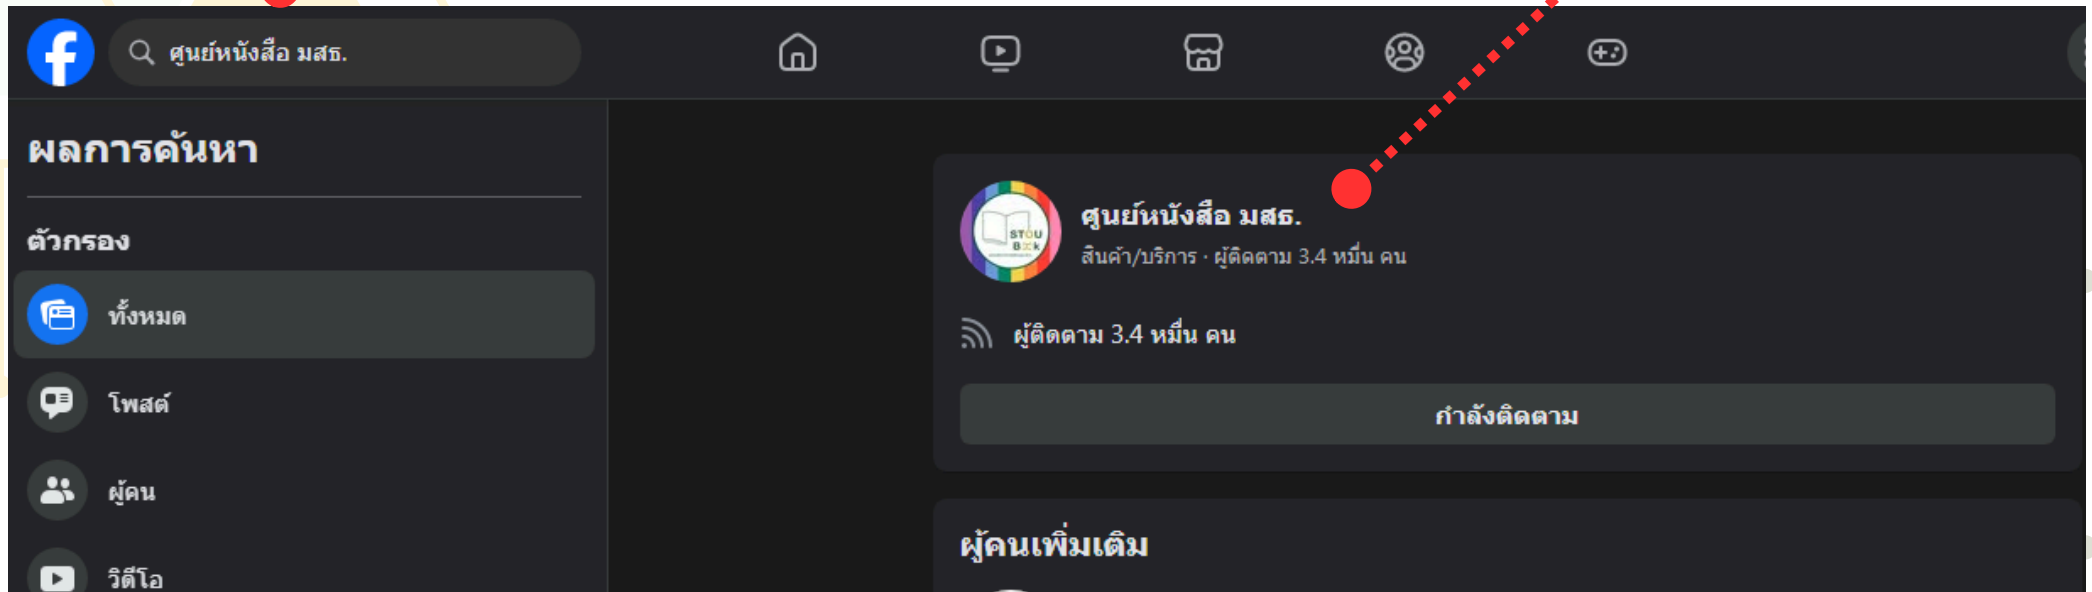 ศูนย์หนังสือ มสธ.
ผลการค้นหา
ตัวกรอง
ทั้งหมด
โพสต์
ผู้คน
วิดีโอ
STOU
Book
ศูนย์หนังสือ มสธ.
สินค้า/บริการ · ผู้ติดตาม 3.4 หมื่น คน
ผู้ติดตาม 3.4 หมื่น คน
กำลังติดตาม
ผู้คนเพิ่มเติม